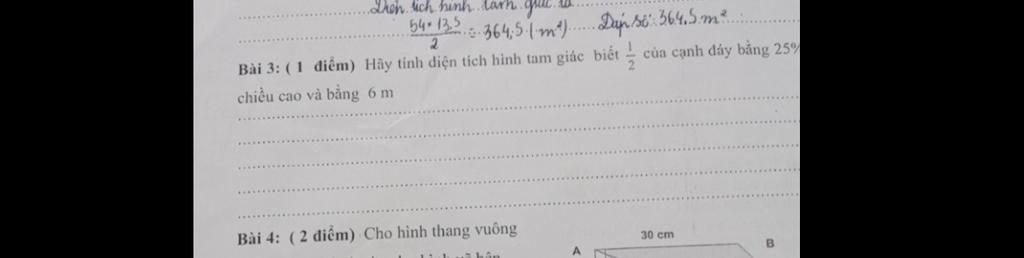 Diện tích hình tam giác là
54 × 13,5 / 2 = 364,5 (m²) Đáp số: 364,5 m²
Bài 3: ( 1 điểm) Hãy tính diện tích hình tam giác biết 1/2 của cạnh đáy bằng 25%
chiều cao và bằng 6 m
Bài 4: ( 2 điểm) Cho hình thang vuông
30 cm
A B